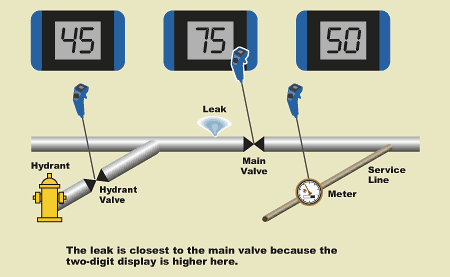 45
75
50
Leak
Hydrant
Hydrant
Valve
Main
Valve
Meter
Service
Line
The leak is closest to the main valve because the
two-digit display is higher here.